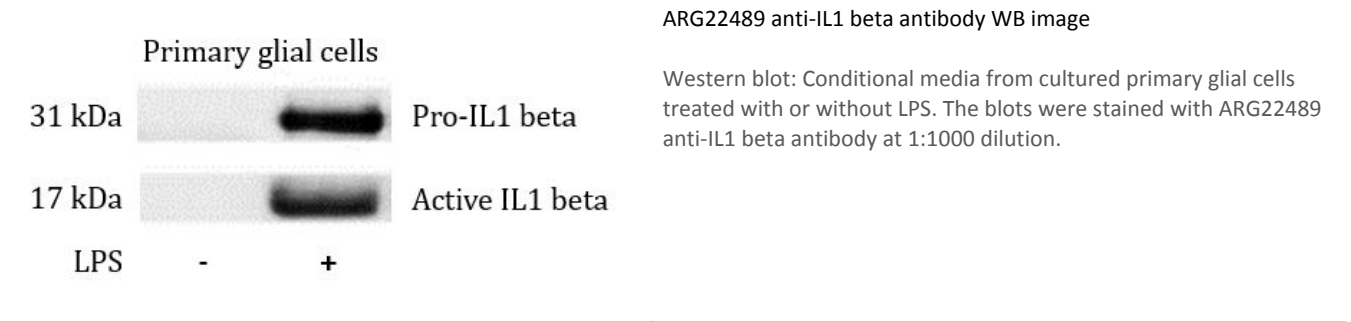 ARG22489 anti-IL1 beta antibody WB image
Western blot: Conditional media from cultured primary glial cells
treated with or without LPS. The blots were stained with ARG22489
anti-IL1 beta antibody at 1:1000 dilution.
Primary glial cells
31 kDa Pro-IL1 beta
17 kDa Active IL1 beta
LPS - +